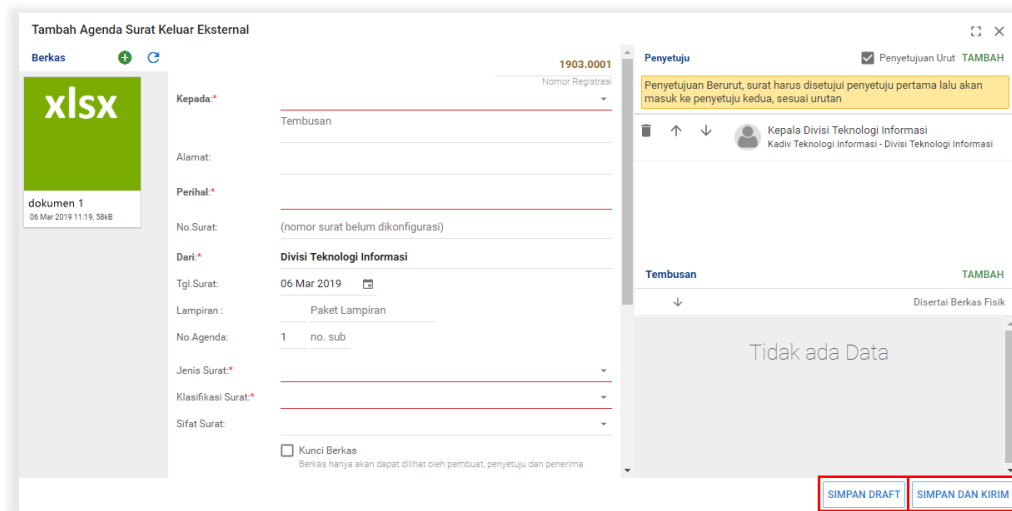 Tambah Agenda Surat Keluar Eksternal
Berkas
xlsx
dokumen 1
06 Mar 2019 11:19, 58kB
1903.0001
Nomor Registrasi
Kepada:*
Tembusan
Alamat:
Perihal:*
No.Surat: (nomor surat belum dikonfigurasi)
Dari:* Divisi Teknologi Informasi
Tgl.Surat: 06 Mar 2019
Lampiran : Paket Lampiran
No.Agenda: 1 no. sub
Jenis Surat:*
Klasifikasi Surat:*
Sifat Surat:
Kunci Berkas
Berkas hanya akan dapat dilihat oleh pembuat, penyetuju dan penerima
Penyetuju Penyetujuan Urut TAMBAH
Penyetujuan Berurut, surat harus disetujui penyetuju pertama lalu akan
masuk ke penyetuju kedua, sesuai urutan
Kepala Divisi Teknologi Informasi
Kadiv Teknologi Informasi - Divisi Teknologi Informasi
Tembusan TAMBAH
Disertai Berkas Fisik
Tidak ada Data
SIMPAN DRAFT SIMPAN DAN KIRIM